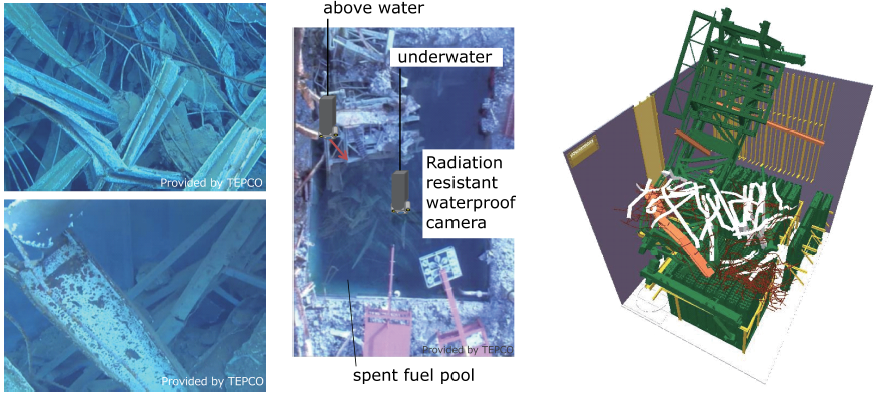 Provided by TEPCO
Provided by TEPCO
above water
underwater
Radiation
resistant
waterproof
camera
Provided by TEPCO
spent fuel pool